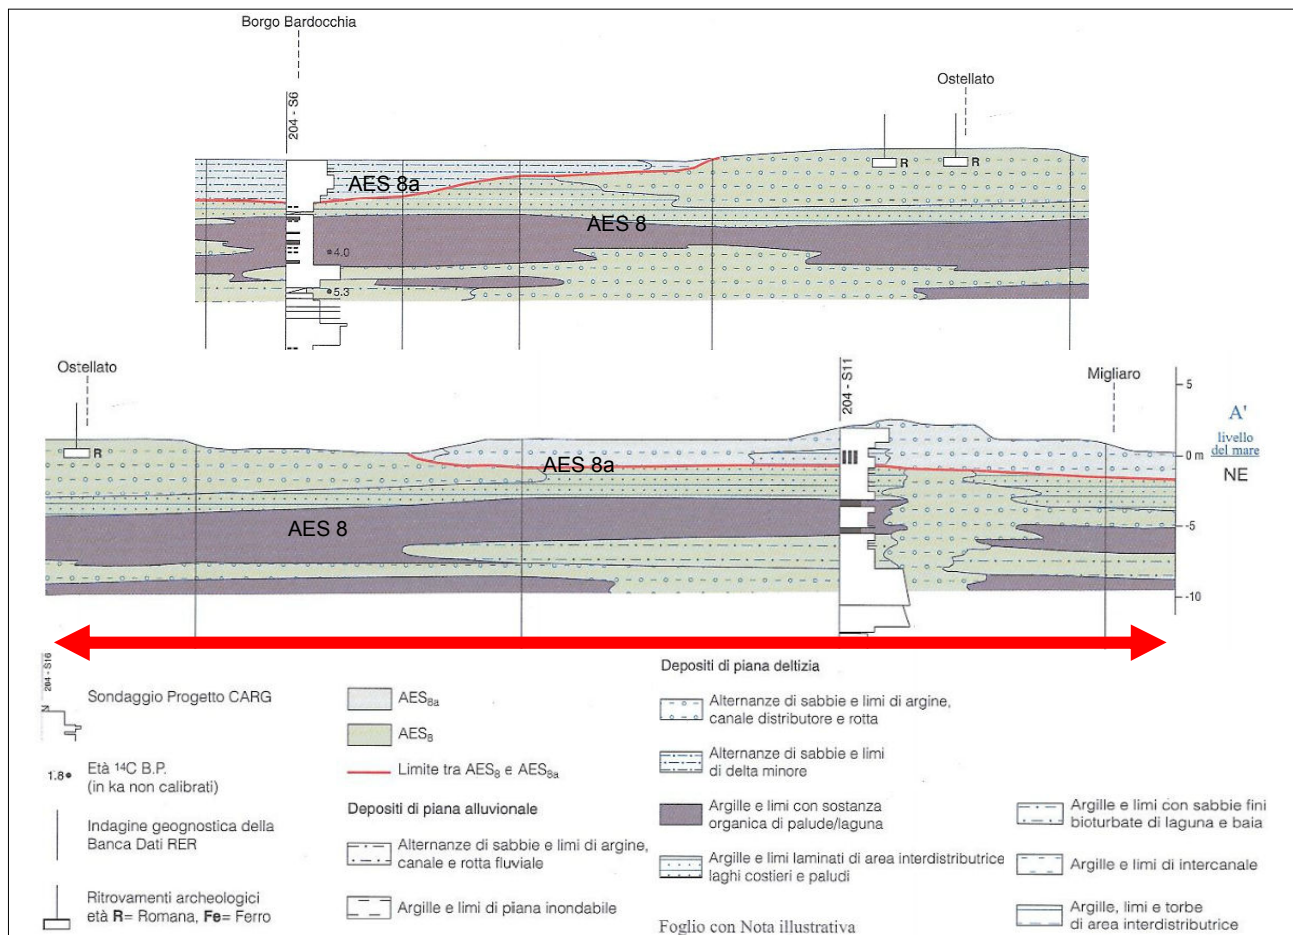 Borgo Bardocchia
204 - S6
Ostellato
R
R
AES 8a
AES 8
4.0
5.3
Ostellato
204 - S11
Migliaro
5
A'
livello
del mare
0 m
NE
R
AES 8a
AES 8
-5
-10
204 - S16
Sondaggio Progetto CARG
1.8
Età ¹⁴C B.P.
(in ka non calibrati)
Indagine geognostica della
Banca Dati RER
Ritrovamenti archeologici
età R= Romana, Fe= Ferro
AES₈ₐ
AES₈
Limite tra AES₈ e AES₈ₐ
Depositi di piana alluvionale
Alternanze di sabbie e limi di argine,
canale e rotta fluviale
Argille e limi di piana inondabile
Depositi di piana deltizia
Alternanze di sabbie e limi di argine,
canale distributore e rotta
Alternanze di sabbie e limi
di delta minore
Argille e limi con sostanza
organica di palude/laguna
Argille e limi laminati di area interdistributrice
laghi costieri e paludi
Foglio con Nota illustrativa
Argille e limi con sabbie fini
bioturbate di laguna e baia
Argille e limi di intercanale
Argille, limi e torbe
di area interdistributrice